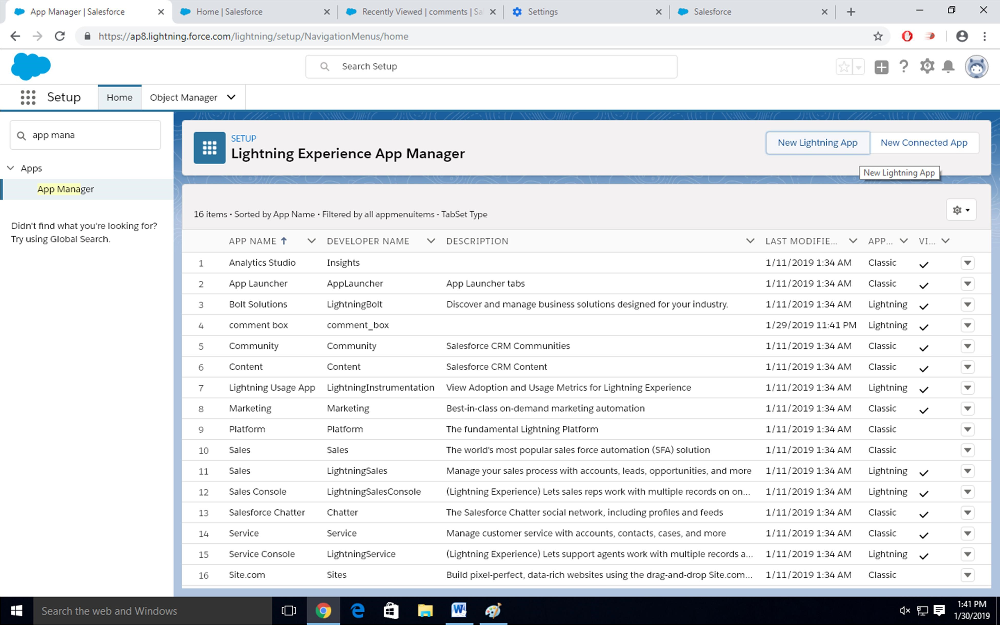 App Manager | Salesforce
Home | Salesforce
Recently Viewed | comments | Sa
Settings
Salesforce
https://ap8.lightning.force.com/lightning/setup/NavigationMenus/home
Search Setup
Setup
Home
Object Manager
app mana
Apps
App Manager
Didn't find what you're looking for?
Try using Global Search.
SETUP
Lightning Experience App Manager
New Lightning App
New Connected App
New Lightning App
16 items • Sorted by App Name • Filtered by all appmenuitems - TabSet Type
APP NAME DEVELOPER NAME DESCRIPTION LAST MODIFIE... APP... VI...
1 Analytics Studio Insights 1/11/2019 1:34 AM Classic
2 App Launcher AppLauncher App Launcher tabs 1/11/2019 1:34 AM Classic
3 Bolt Solutions LightningBolt Discover and manage business solutions designed for your industry. 1/11/2019 1:34 AM Lightning
4 comment box comment_box 1/29/2019 11:41 PM Lightning
5 Community Community Salesforce CRM Communities 1/11/2019 1:34 AM Classic
6 Content Content Salesforce CRM Content 1/11/2019 1:34 AM Classic
7 Lightning Usage App LightningInstrumentation View Adoption and Usage Metrics for Lightning Experience 1/11/2019 1:34 AM Lightning
8 Marketing Marketing Best-in-class on-demand marketing automation 1/11/2019 1:34 AM Classic
9 Platform Platform The fundamental Lightning Platform 1/11/2019 1:34 AM Classic
10 Sales Sales The world's most popular sales force automation (SFA) solution 1/11/2019 1:34 AM Classic
11 Sales LightningSales Manage your sales process with accounts, leads, opportunities, and more 1/11/2019 1:34 AM Lightning
12 Sales Console LightningSalesConsole (Lightning Experience) Lets sales reps work with multiple records on on... 1/11/2019 1:34 AM Lightning
13 Salesforce Chatter Chatter The Salesforce Chatter social network, including profiles and feeds 1/11/2019 1:34 AM Classic
14 Service Service Manage customer service with accounts, contacts, cases, and more 1/11/2019 1:34 AM Classic
15 Service Console LightningService (Lightning Experience) Lets support agents work with multiple records a... 1/11/2019 1:34 AM Lightning
16 Site.com Sites Build pixel-perfect, data-rich websites using the drag-and-drop Site.com... 1/11/2019 1:34 AM Classic
Search the web and Windows
1:41 PM
1/30/2019